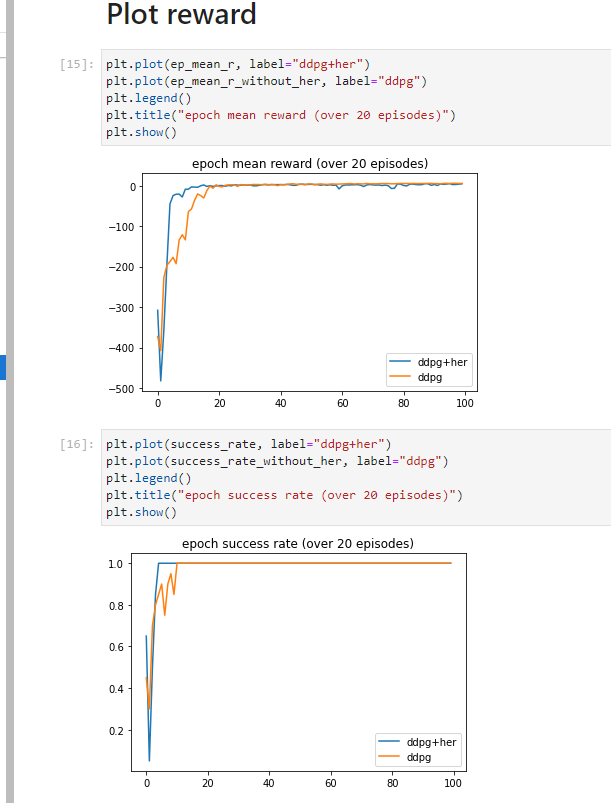 Plot reward
[15]: plt.plot(ep_mean_r, label="ddpg+her")
plt.plot(ep_mean_r_without_her, label="ddpg")
plt.legend()
plt.title("epoch mean reward (over 20 episodes)")
plt.show()
epoch mean reward (over 20 episodes)
0
−100
−200
−300
−400
−500
ddpg+her
ddpg
0 20 40 60 80 100
[16]: plt.plot(success_rate, label="ddpg+her")
plt.plot(success_rate_without_her, label="ddpg")
plt.legend()
plt.title("epoch success rate (over 20 episodes)")
plt.show()
epoch success rate (over 20 episodes)
1.0
0.8
0.6
0.4
0.2
ddpg+her
ddpg
0 20 40 60 80 100